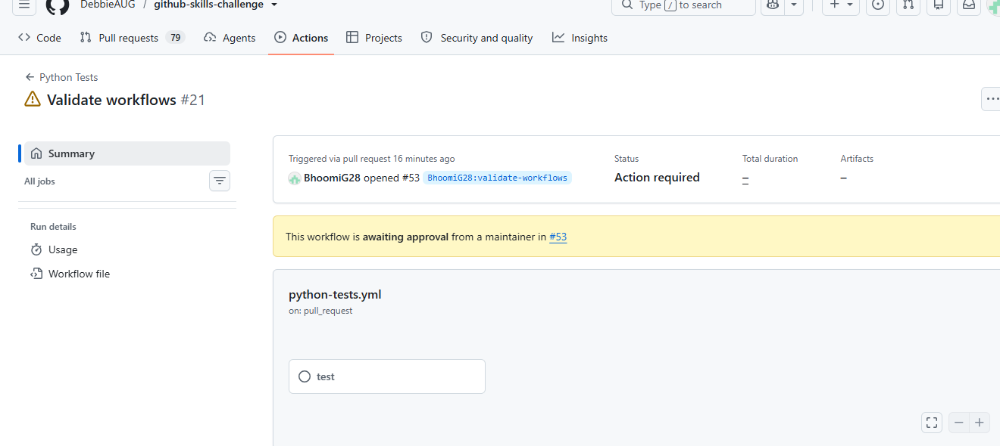 DebbieAUG / github-skills-challenge
Type / to search
Code
Pull requests 79
Agents
Actions
Projects
Security and quality
Insights
Python Tests
Validate workflows #21
Summary
All jobs
Run details
Usage
Workflow file
Triggered via pull request 16 minutes ago
BhoomiG28 opened #53 BhoomiG28:validate-workflows
Status
Action required
Total duration
–
Artifacts
–
This workflow is awaiting approval from a maintainer in #53
python-tests.yml
on: pull_request
test